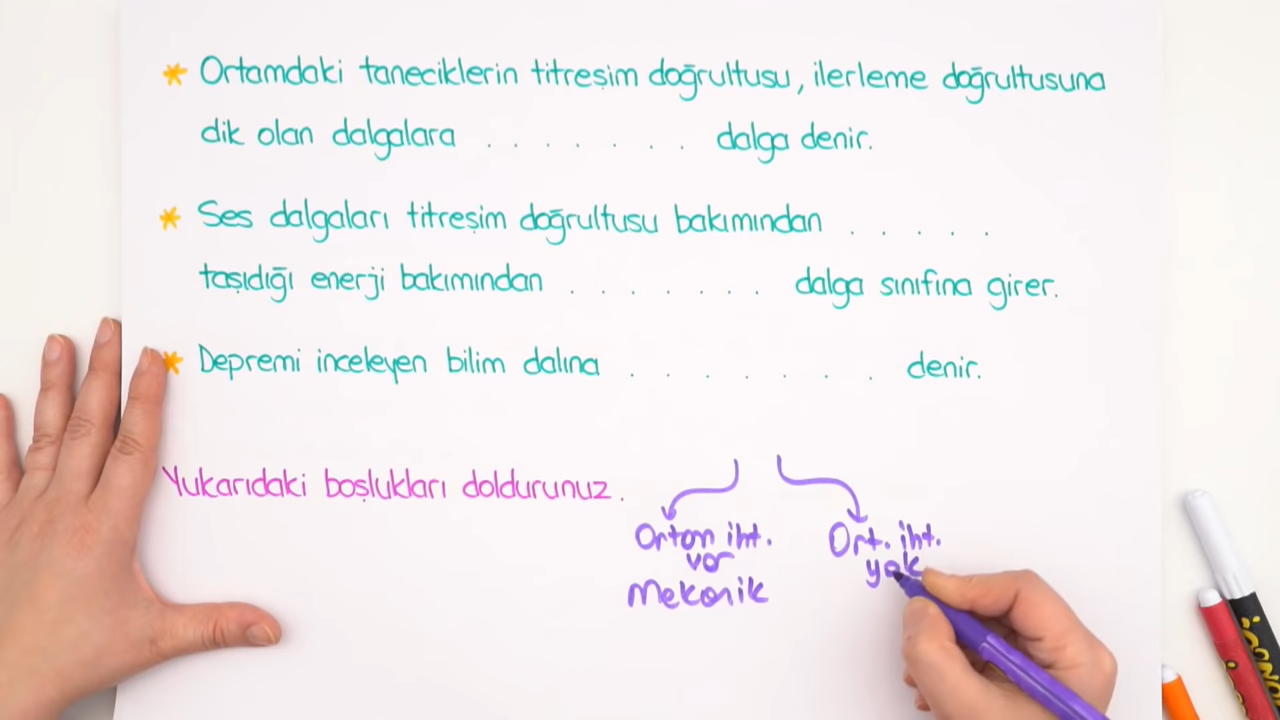 * Ortamdaki taneciklerin titreşim doğrultusu, ilerleme doğrultusuna
dik olan dalgalara . . . . . . dalga denir.
* Ses dalgaları titreşim doğrultusu bakımından . . . . .
taşıdığı enerji bakımından . . . . . . dalga sınıfına girer.
* Depremi inceleyen bilim dalına . . . . . . . denir.
Yukarıdaki boşlukları doldurunuz.
Ortam iht.
var
Mekanik
Ort. iht.
yok